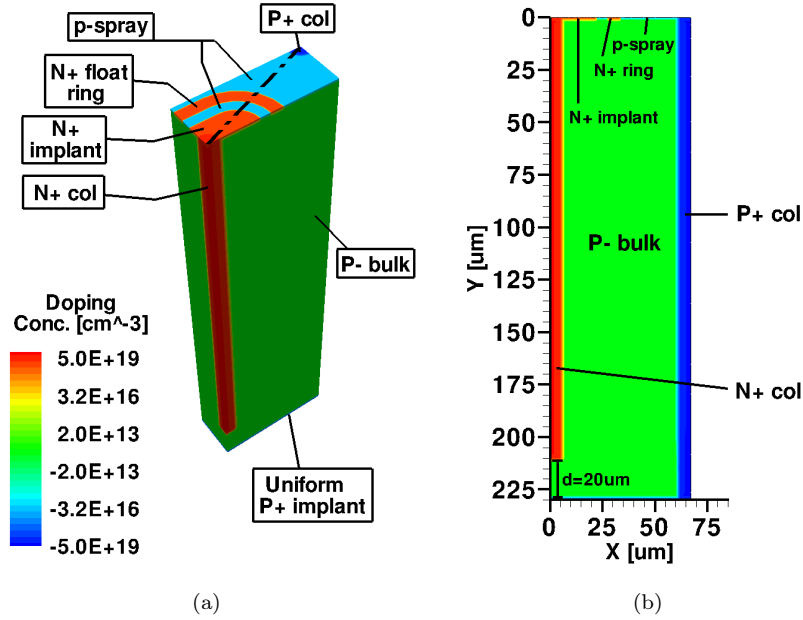 P+ col
p-spray
N+ float
ring
N+
implant
N+ col
P- bulk
Doping
Conc. [cm^-3]
5.0E+19
3.2E+16
2.0E+13
-2.0E+13
-3.2E+16
-5.0E+19
Uniform
P+ implant
(a)
0
25
50
75
100
125
150
175
200
225
Y [um]
p-spray
N+ ring
N+ implant
P- bulk
P+ col
N+ col
d=20um
0
25
50
75
X [um]
(b)